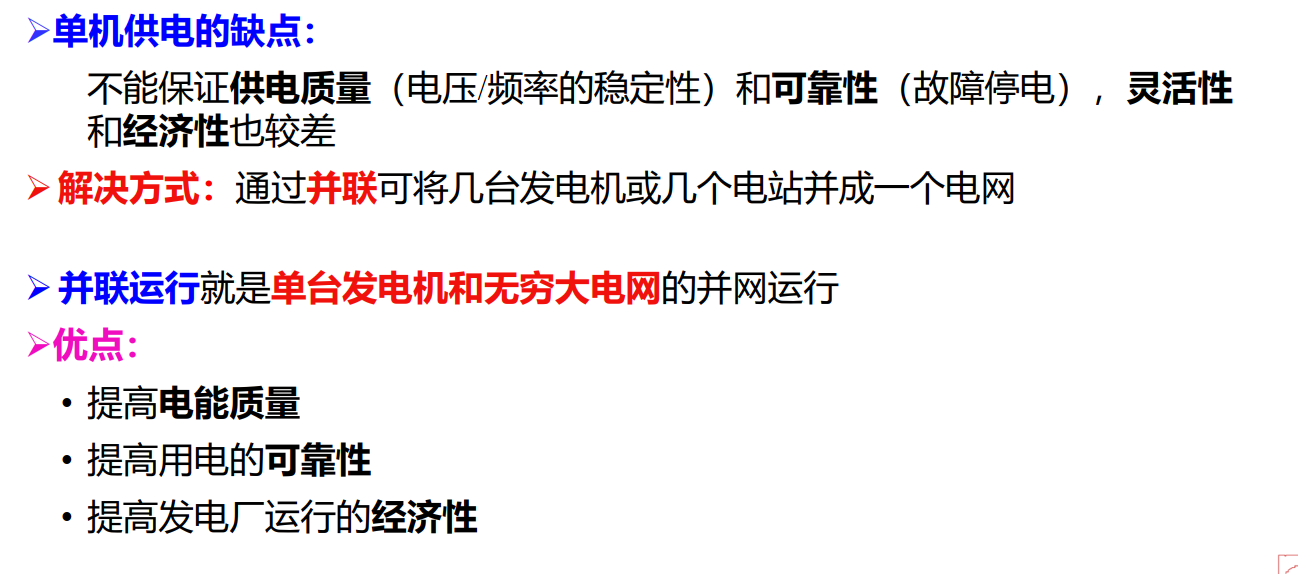 ➢单机供电的缺点：
不能保证供电质量（电压/频率的稳定性）和可靠性（故障停电），灵活性
和经济性也较差
➢解决方式：通过并联可将几台发电机或几个电站并成一个电网
➢并联运行就是单台发电机和无穷大电网的并网运行
➢优点：
• 提高电能质量
• 提高用电的可靠性
• 提高发电厂运行的经济性